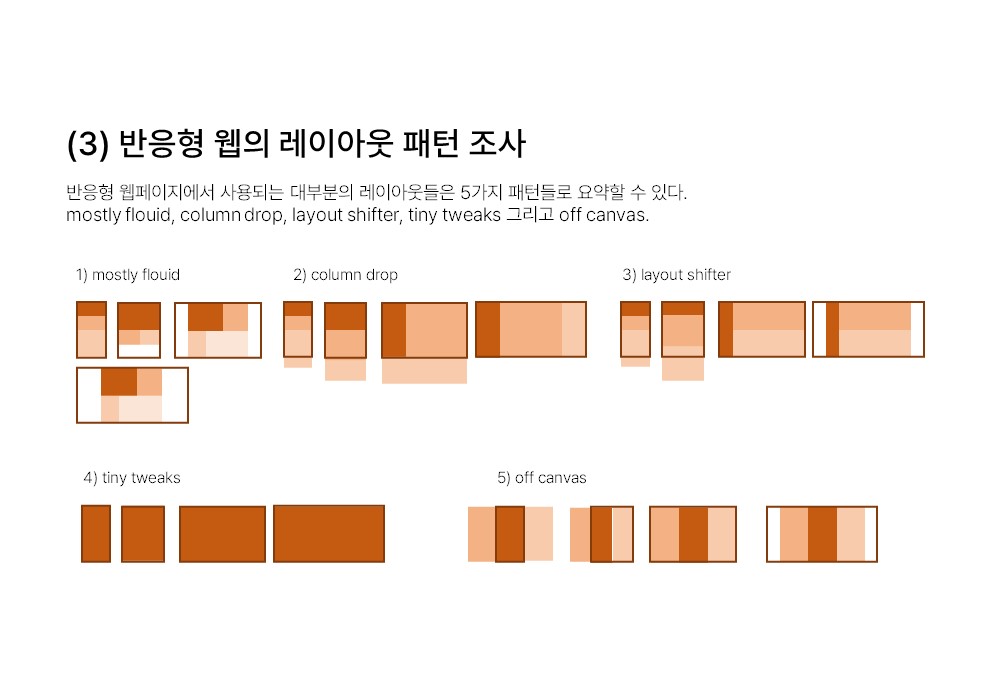 (3) 반응형 웹의 레이아웃 패턴 조사
반응형 웹페이지에서 사용되는 대부분의 레이아웃들은 5가지 패턴들로 요약할 수 있다.
mostly flouid, column drop, layout shifter, tiny tweaks 그리고 off canvas.
1) mostly flouid
2) column drop
3) layout shifter
4) tiny tweaks
5) off canvas